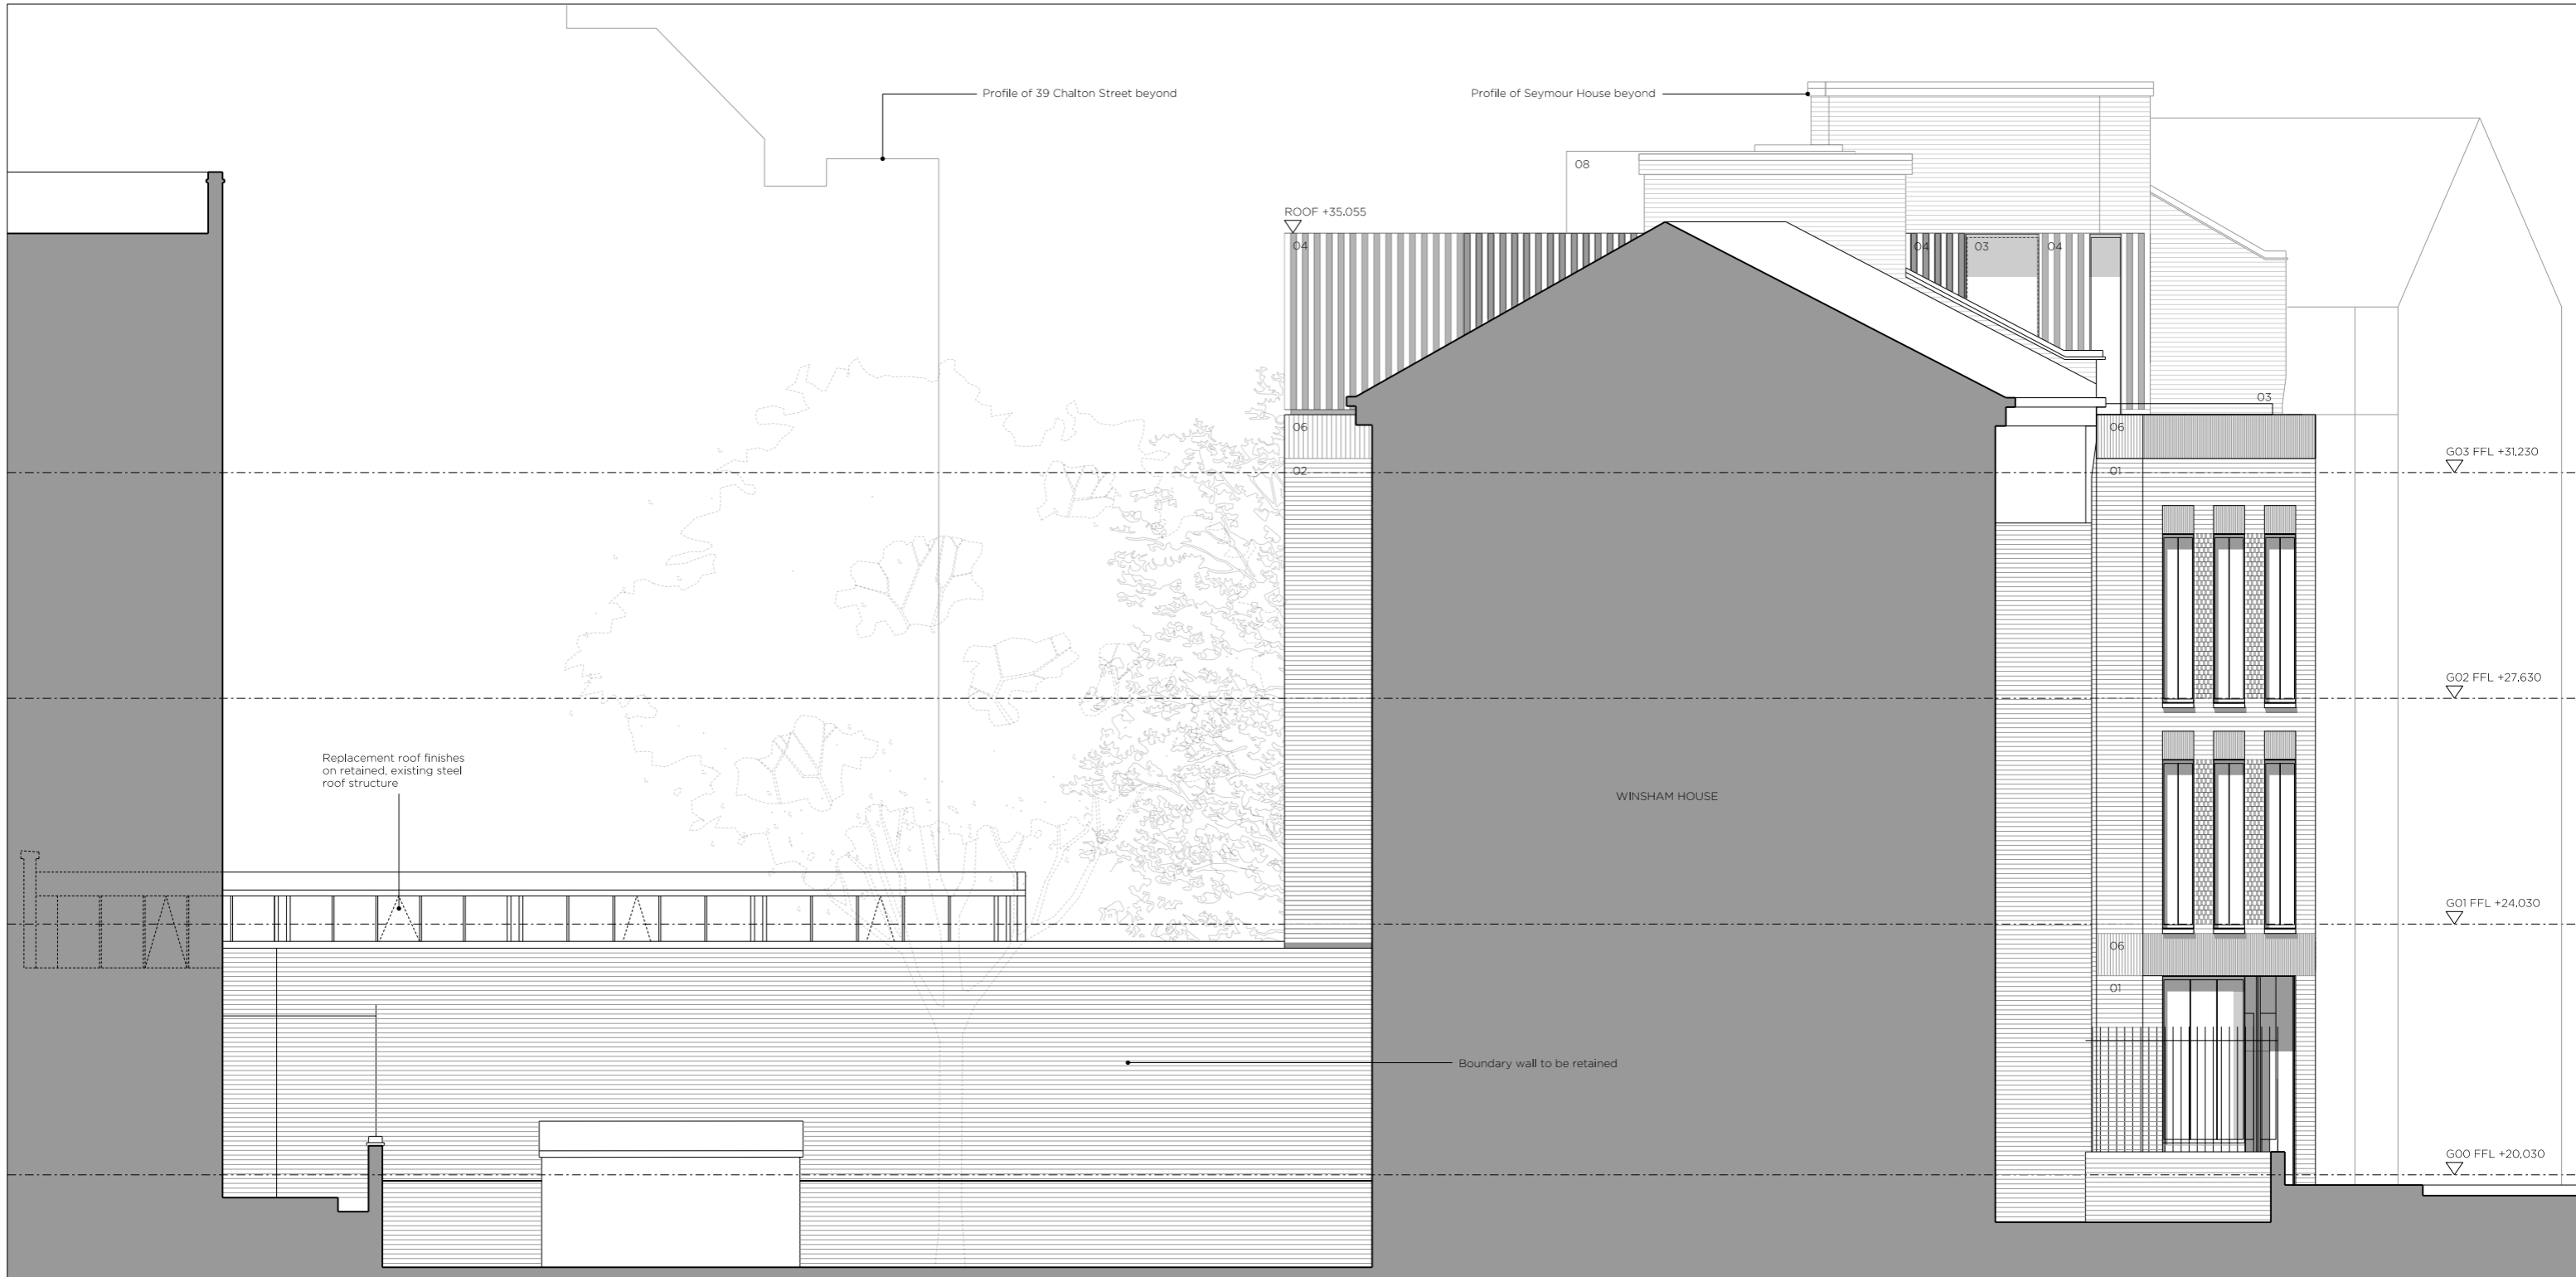 Profile of 39 Chalton Street beyond
Profile of Seymour House beyond
08
ROOF +35.055
04
04
03
04
03
06
02
06
01
G03 FFL +31.230
G02 FFL +27.630
Replacement roof finishes
on retained, existing steel
roof structure
WINSHAM HOUSE
G01 FFL +24.030
06
01
Boundary wall to be retained
G00 FFL +20.030